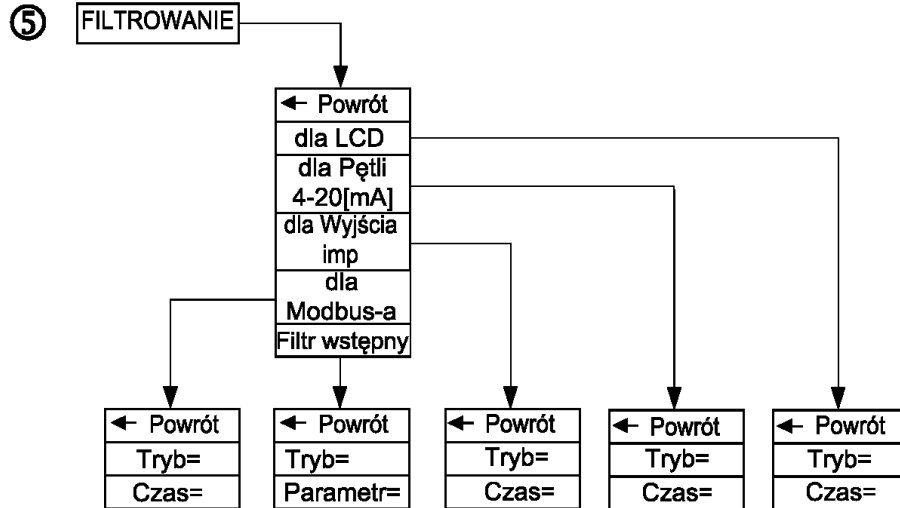 ⑤ FILTROWANIE
← Powrót
dla LCD
dla Pętli
4-20[mA]
dla Wyjścia
imp
dla
Modbus-a
Filtr wstępny
← Powrót
Tryb=
Czas=
← Powrót
Tryb=
Parametr=
← Powrót
Tryb=
Czas=
← Powrót
Tryb=
Czas=
← Powrót
Tryb=
Czas=